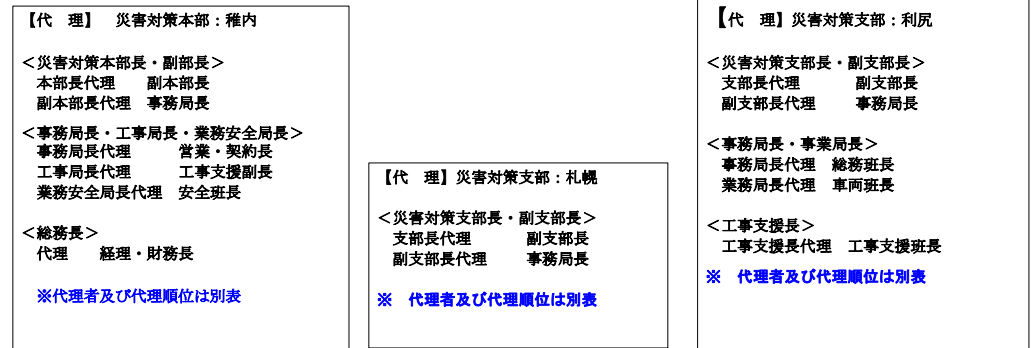 【代　理】　災害対策本部：稚内
＜災害対策本部長・副部長＞
本部長代理　　副本部長
副本部長代理　事務局長
＜事務局長・工事局長・業務安全局長＞
事務局長代理　　　営業・契約長
工事局長代理　　　工事支援副長
業務安全局長代理　安全班長
＜総務長＞
代理　　経理・財務長
※代理者及び代理順位は別表
【代　理】災害対策支部：札幌
＜災害対策支部長・副支部長＞
支部長代理　　　　副支部長
副支部長代理　　　事務局長
※　代理者及び代理順位は別表
【代　理】災害対策支部：利尻
＜災害対策支部長・副支部長＞
支部長代理　　　　　副支部長
副支部長代理　　　　事務局長
＜事務局長・事業局長＞
事務局長代理　総務班長
業務局長代理　車両班長
＜工事支援長＞
工事支援長代理　工事支援班長
※　代理者及び代理順位は別表